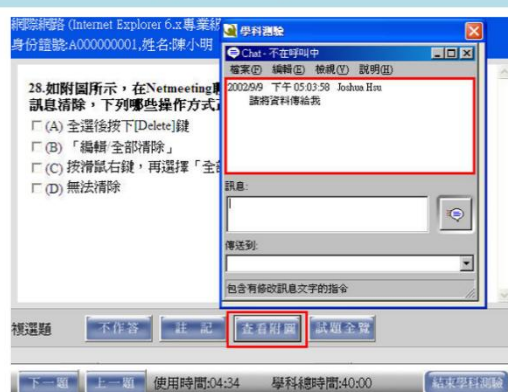 網際網路 (Internet Explorer 6.x專業級
身份證號:A000000001,姓名:陳小明
28.如附圖所示，在Netmeeting
訊息清除，下列哪些操作方式
(A) 全選後按下[Delete]鍵
(B) 「編輯/全部清除」
(C) 按滑鼠右鍵，再選擇「全
(D) 無法清除
學科測驗
Chat - 不在呼叫中
檔案(F) 編輯(E) 檢視(V) 說明(H)
2002/9/9 下午 05:03:58 Joshua Hsu
請將資料傳給我
訊息:
傳送到:
包含有修改訊息文字的指令
複選題 不作答 註 記 查看附圖 試題全覽
下一題 上一題 使用時間:04:34 學科總時間:40:00 結束學科測驗